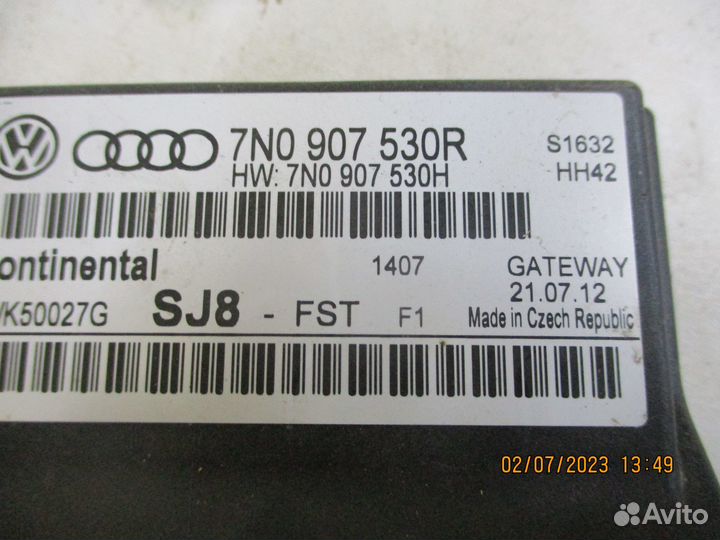 7N0 907 530R
HW: 7N0 907 530H
S1632
HH42
ontinental
1407
GATEWAY
21.07.12
K50027G
SJ8 - FST
F1
Made in Czech Republic
02/07/2023 13:49
Avito